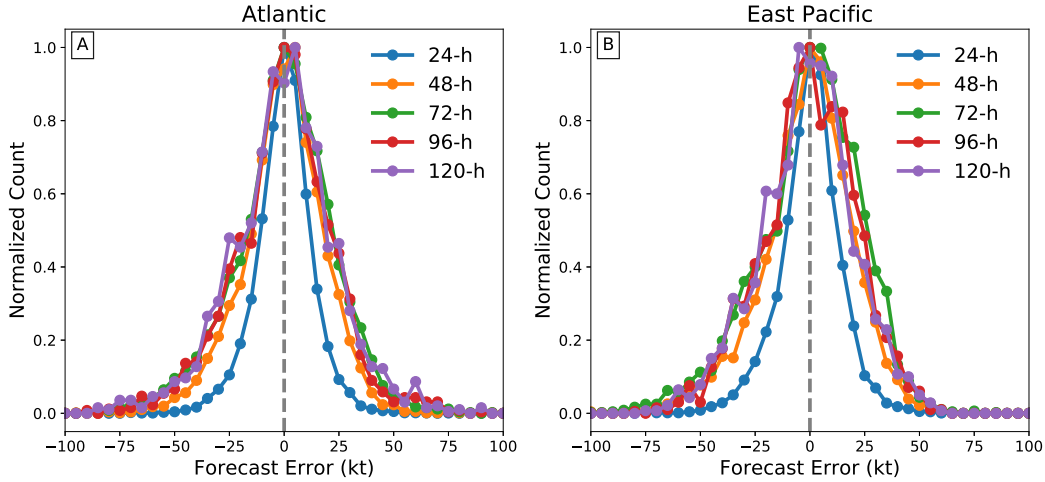 Atlantic
A
24-h
48-h
72-h
96-h
120-h
1.0
0.8
0.6
0.4
0.2
0.0
Normalized Count
−100
−75
−50
−25
0
25
50
75
100
Forecast Error (kt)
East Pacific
B
24-h
48-h
72-h
96-h
120-h
1.0
0.8
0.6
0.4
0.2
0.0
Normalized Count
−100
−75
−50
−25
0
25
50
75
100
Forecast Error (kt)